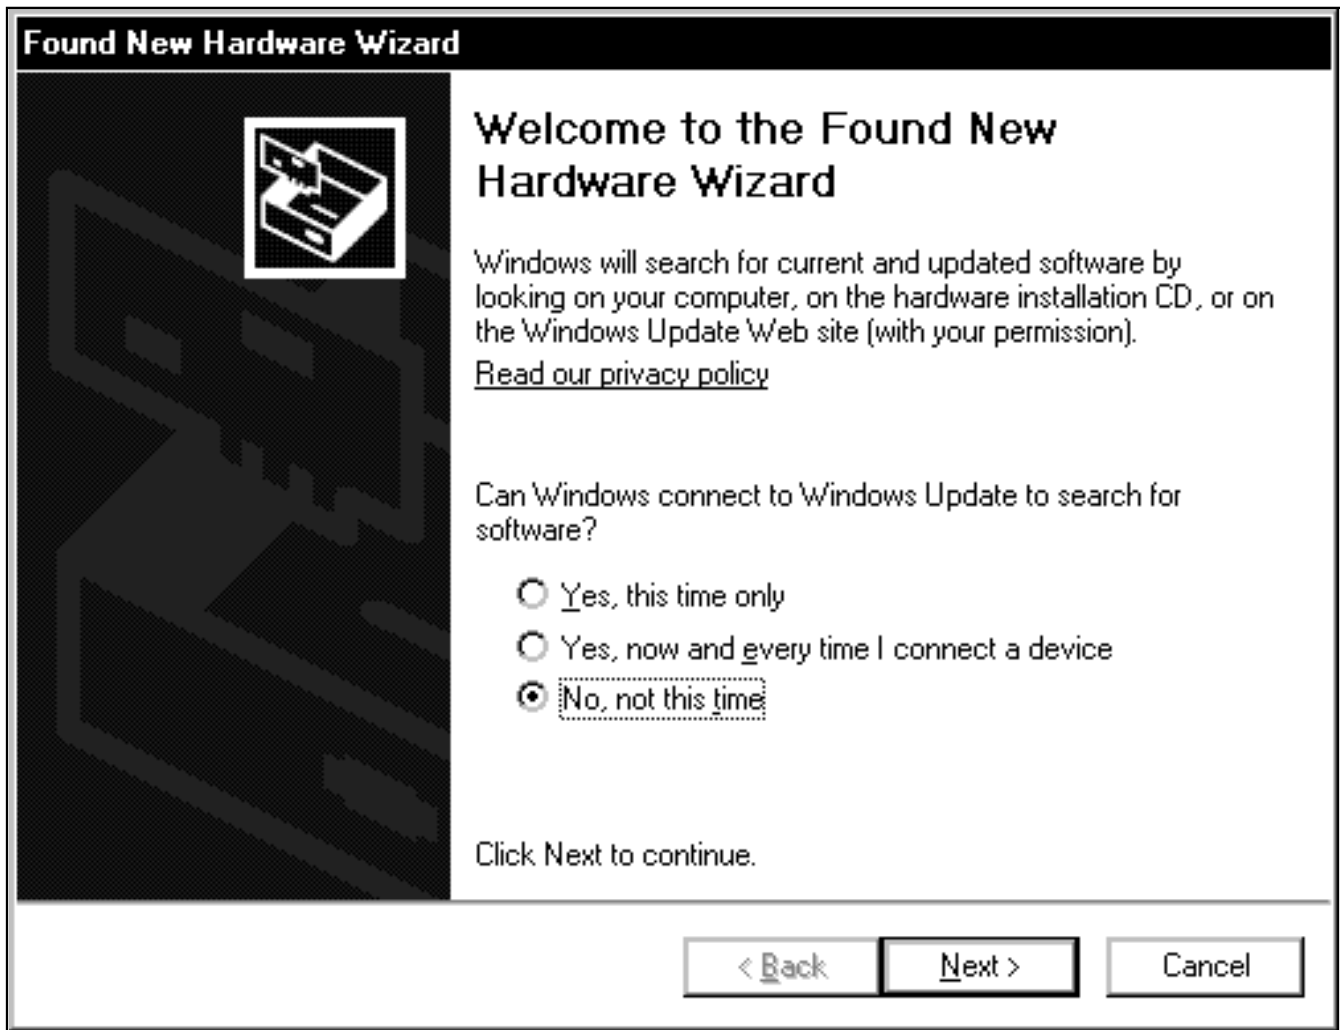 Found New Hardware Wizard
Welcome to the Found New
Hardware Wizard
Windows will search for current and updated software by
looking on your computer, on the hardware installation CD, or on
the Windows Update Web site (with your permission).
Read our privacy policy
Can Windows connect to Windows Update to search for
software?
Yes, this time only
Yes, now and every time I connect a device
No, not this time
Click Next to continue.
< Back
Next >
Cancel